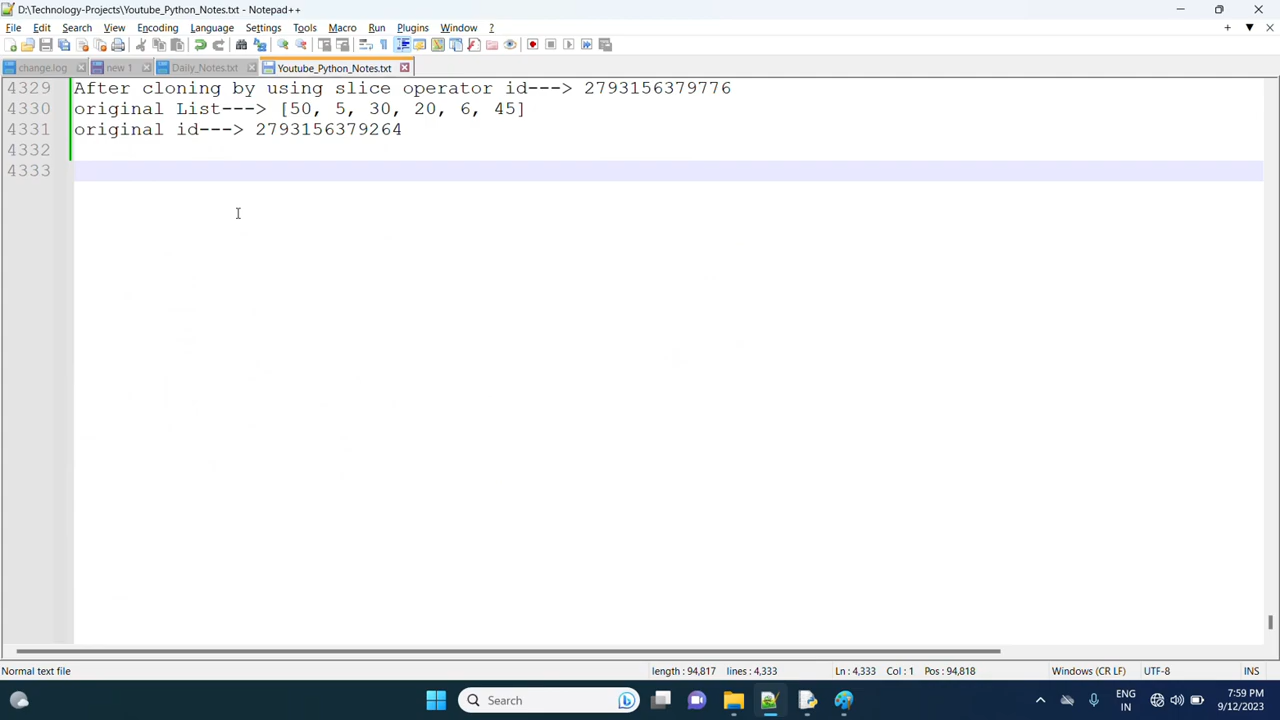 D:\Technology-Projects\Youtube_Python_Notes.txt - Notepad++
File Edit Search View Encoding Language Settings Tools Macro Run Plugins Window ?
change.log new 1 Daily_Notes.txt Youtube_Python_Notes.txt
4329 After cloning by using slice operator id---> 2793156379776
4330 original List---> [50, 5, 30, 20, 6, 45]
4331 original id---> 2793156379264
4332
4333
Normal text file length : 94,817 lines : 4,333 Ln : 4,333 Col : 1 Pos : 94,818 Windows (CR LF) UTF-8 INS
Search ENG 7:59 PM
IN 9/12/2023